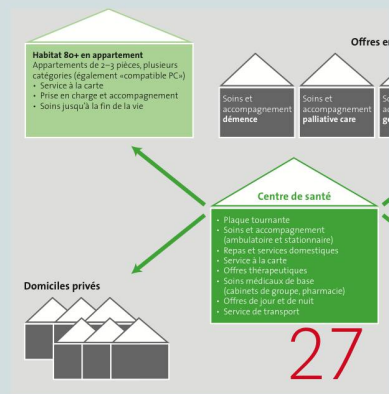 Habitat 80+ en appartement
Appartements de 2–3 pièces, plusieurs
catégories (également «compatible PC»)
• Service à la carte
• Prise en charge et accompagnement
• Soins jusqu'à la fin de la vie
Offres e
Soins et
accompagnement
démence
Soins et
accompagnement
palliative care
Centre de santé
• Plaque tournante
• Soins et accompagnement
(ambulatoire et stationnaire)
• Repas et services domestiques
• Service à la carte
• Offres thérapeutiques
• Soins médicaux de base
(cabinets de groupe, pharmacie)
• Offres de jour et de nuit
• Service de transport
Domiciles privés
27